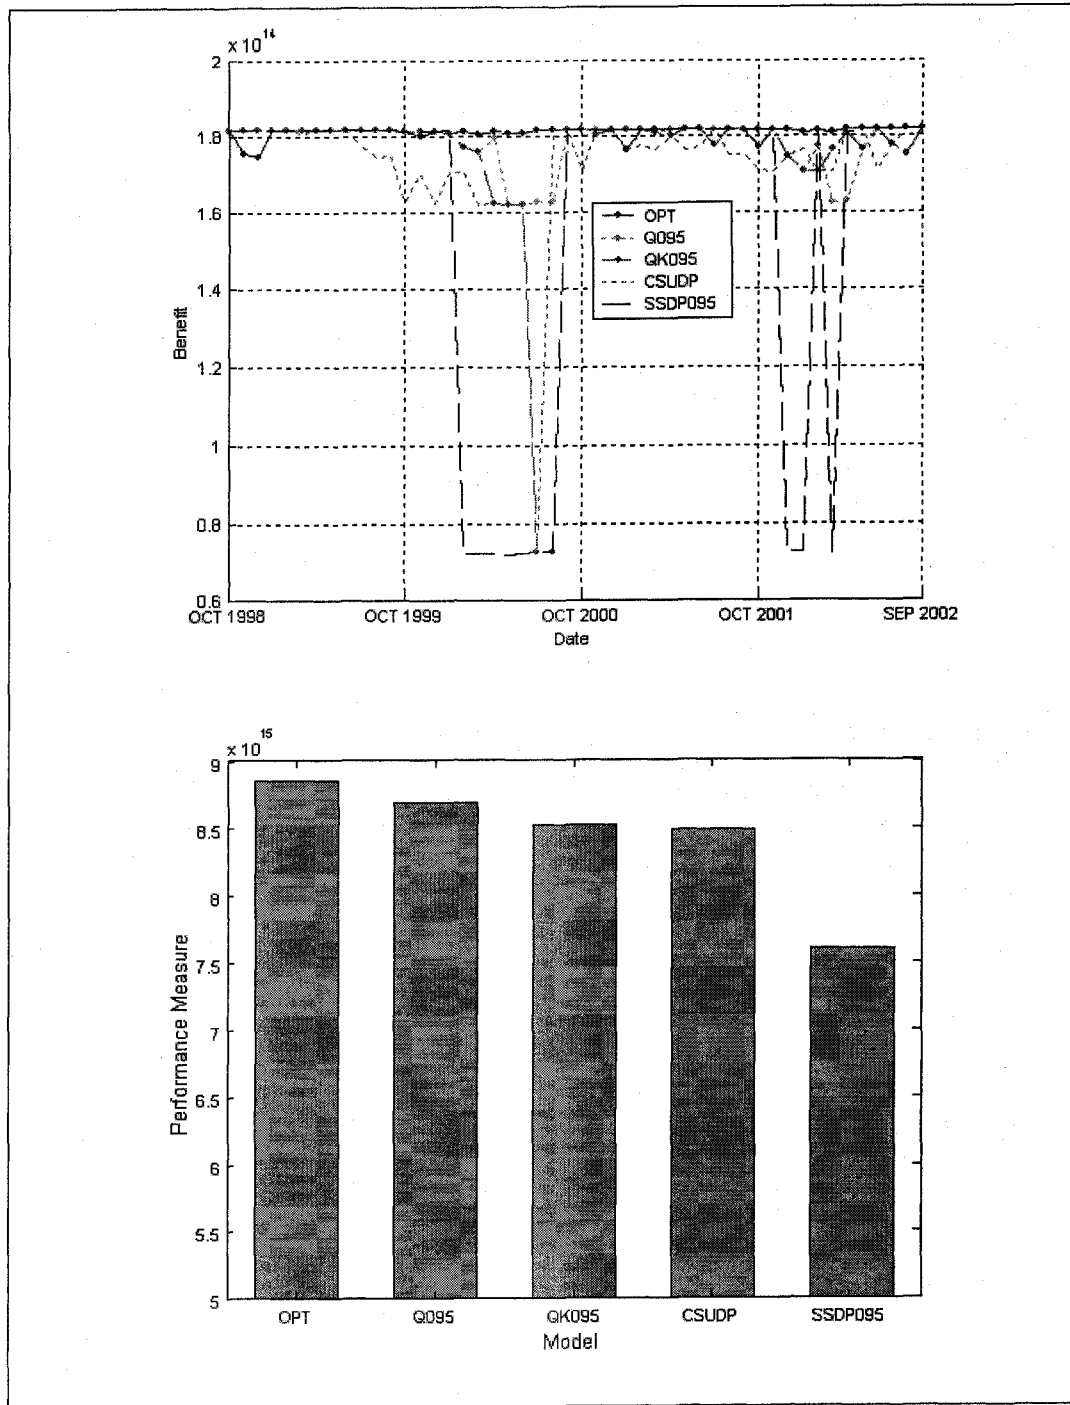 x 10^14
2
1.8
1.6
1.4
1.2
1
0.8
0.6
Benefit
OPT
Q095
QK095
CSUDP
SSDP095
OCT 1998 OCT 1999 OCT 2000 OCT 2001 SEP 2002
Date
x 10^15
9
8.5
8
7.5
7
6.5
6
5.5
5
Performance Measure
OPT Q095 QK095 CSUDP SSDP095
Model